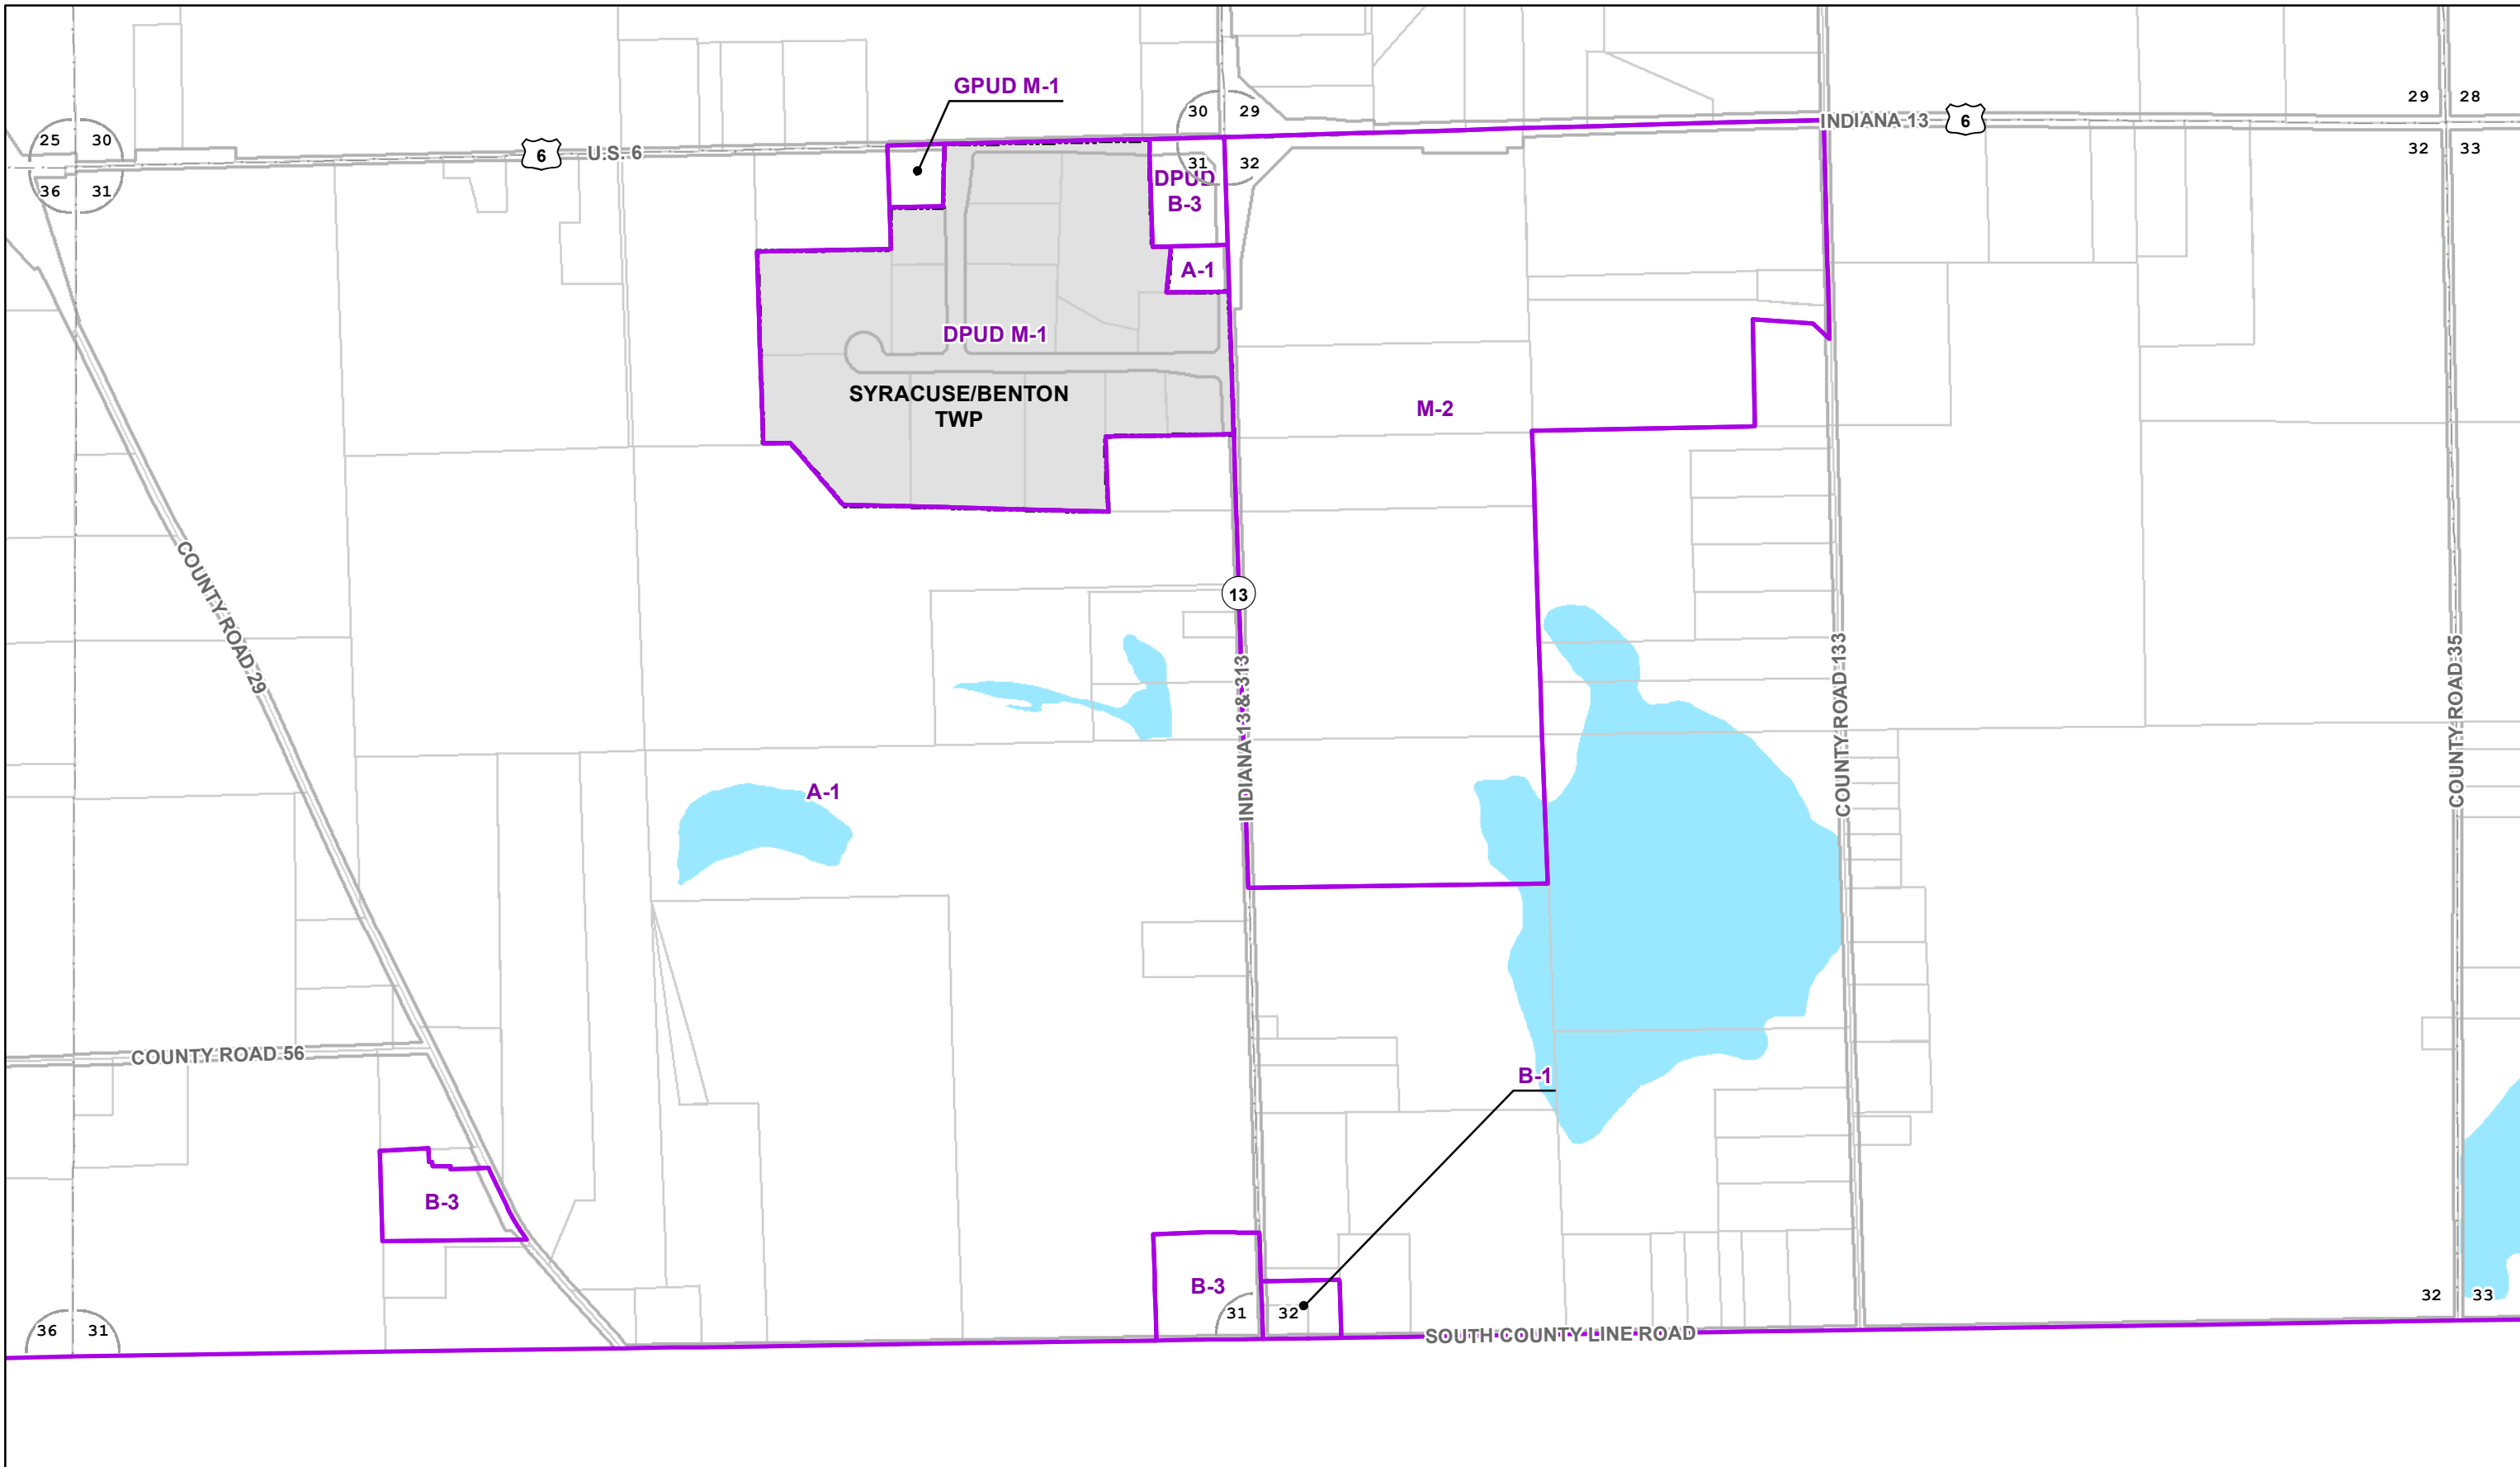 GPUD M-1
29 28
30 29
INDIANA 13
6
25 30
6
U.S. 6
32 33
31 32
36 31
DPUD
B-3
A-1
DPUD M-1
SYRACUSE/BENTON
TWP
M-2
13
COUNTY ROAD 29
INDIANA 13 & 313
COUNTY ROAD 133
COUNTY ROAD 35
A-1
COUNTY ROAD 56
B-1
B-3
B-3
31 32
32 33
36 31
SOUTH COUNTY LINE ROAD